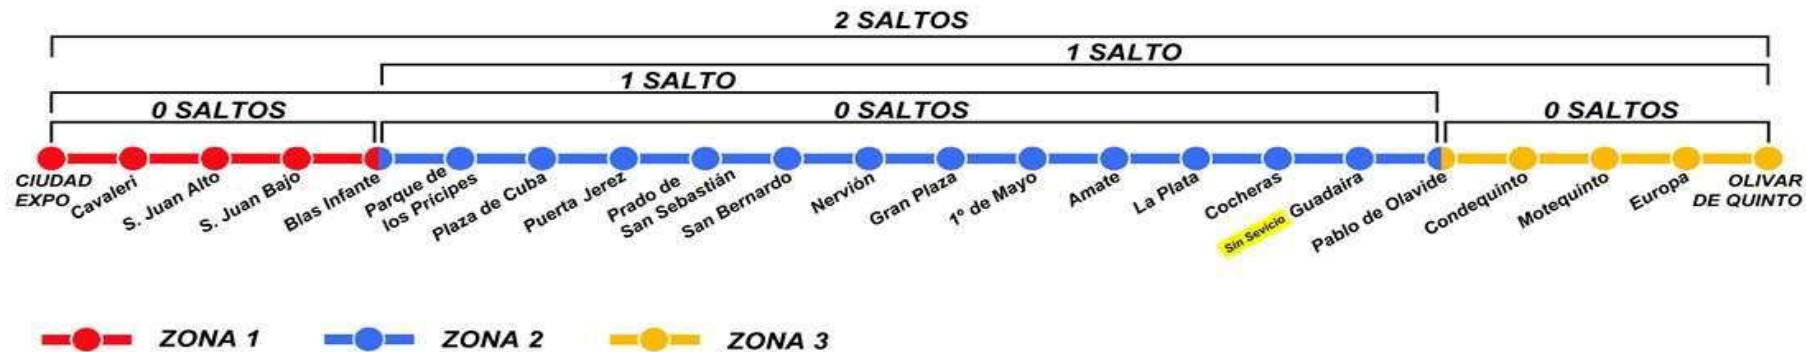 2 SALTOS
1 SALTO
1 SALTO
0 SALTOS
0 SALTOS
0 SALTOS
CIUDAD
EXPO
Cavaleri
S. Juan Alto
S. Juan Bajo
Blas Infante
Parque de
los Prícipes
Plaza de Cuba
Puerta Jerez
Prado de
San Sebastián
San Bernardo
Nervión
Gran Plaza
1º de Mayo
Amate
La Plata
Cocheras
Sin Sevicio Guadaira
Pablo de Olavide
Condequinto
Motequinto
Europa
OLIVAR
DE QUINTO
ZONA 1
ZONA 2
ZONA 3